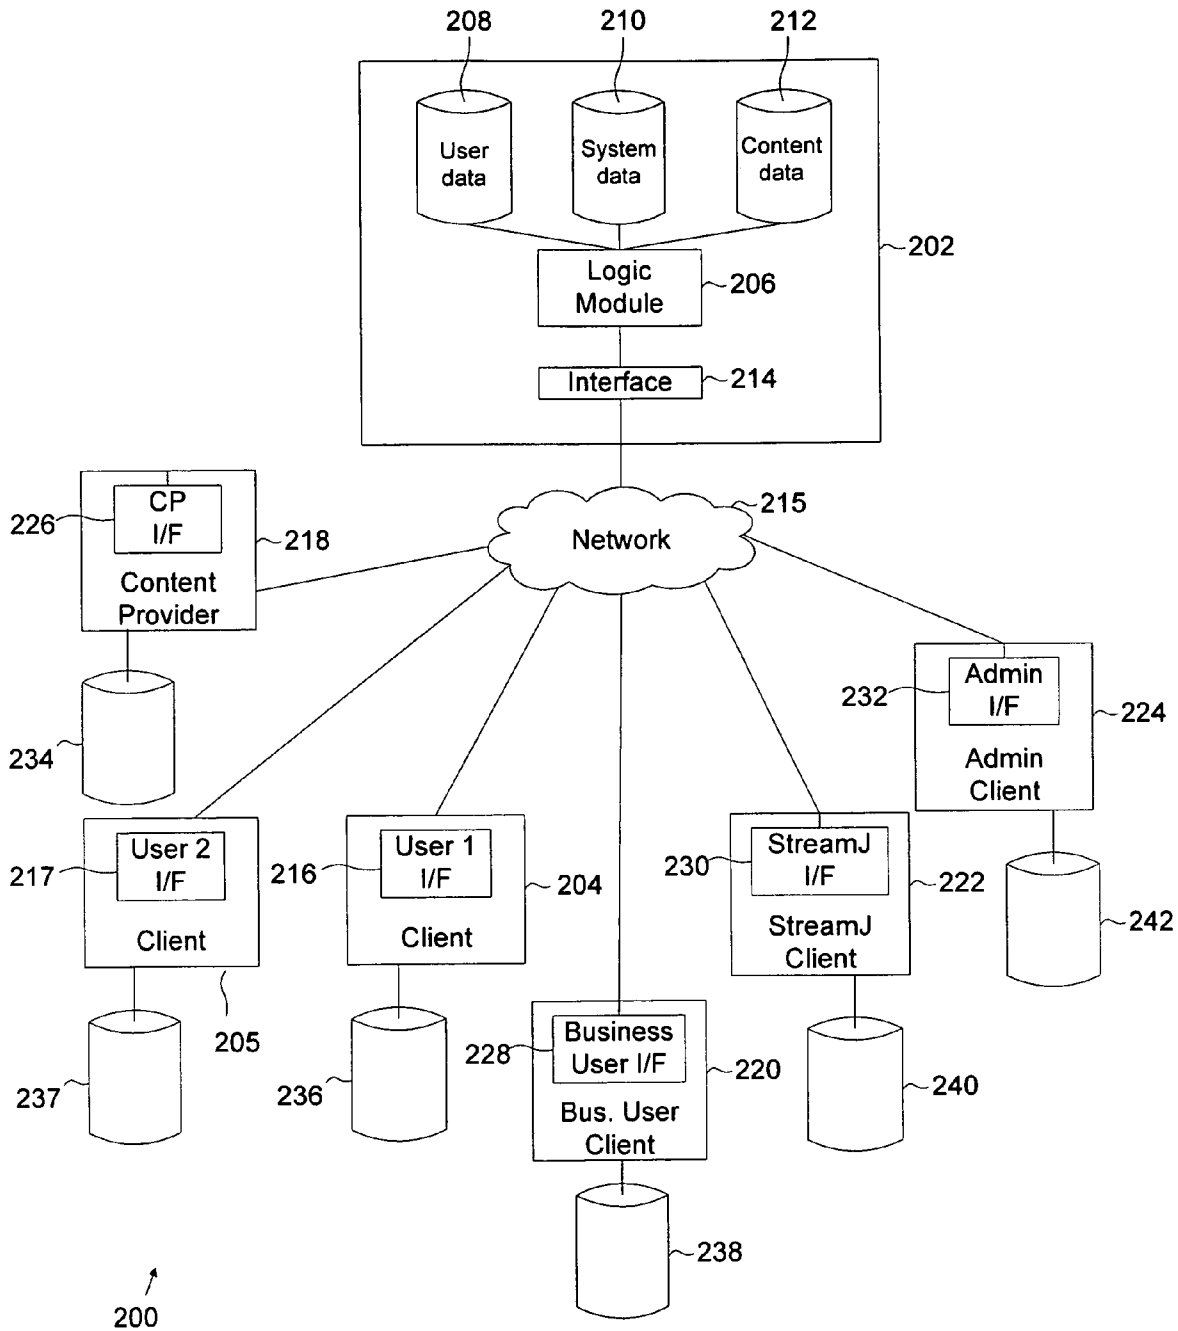 208
210
212
User
data
System
data
Content
data
202
Logic
Module
206
Interface
214
215
Network
CP
I/F
226
218
Content
Provider
234
Admin
I/F
232
224
Admin
Client
242
User 2
I/F
217
Client
205
237
User 1
I/F
216
204
Client
236
StreamJ
I/F
230
222
StreamJ
Client
240
Business
User I/F
228
220
Bus. User
Client
238
200